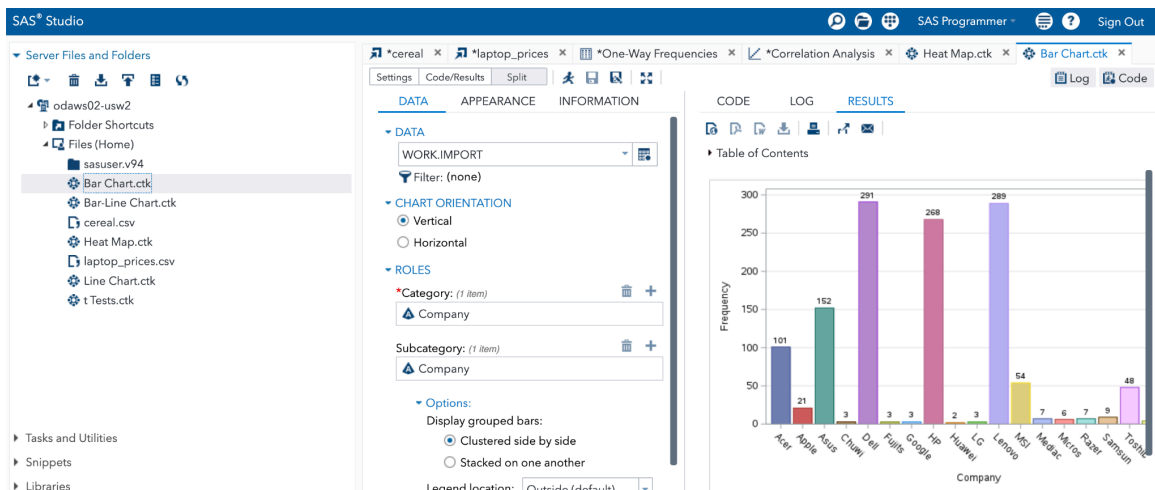 SAS® Studio
SAS Programmer
Sign Out
Server Files and Folders
odaws02-usw2
Folder Shortcuts
Files (Home)
sasuser.v94
Bar Chart.ctk
Bar-Line Chart.ctk
cereal.csv
Heat Map.ctk
laptop_prices.csv
Line Chart.ctk
t Tests.ctk
Tasks and Utilities
Snippets
Libraries
*cereal × *laptop_prices × *One-Way Frequencies × *Correlation Analysis × Heat Map.ctk × Bar Chart.ctk ×
Settings Code/Results Split
Log Code
DATA APPEARANCE INFORMATION
DATA
WORK.IMPORT
Filter: (none)
CHART ORIENTATION
Vertical
Horizontal
ROLES
*Category: (1 item)
Company
Subcategory: (1 item)
Company
Options:
Display grouped bars:
Clustered side by side
Stacked on one another
Legend location: Outside (default)
CODE LOG RESULTS
Table of Contents
300
250
200
150
100
50
0
Frequency
101
21
152
3
291
3
3
268
2
3
289
54
7
6
7
9
48
Acer
Apple
Asus
Chuwi
Dell
Fujits
Google
HP
Huawei
LG
Lenovo
MSI
Mediac
Micros
Razer
Samsun
Toshib
Company